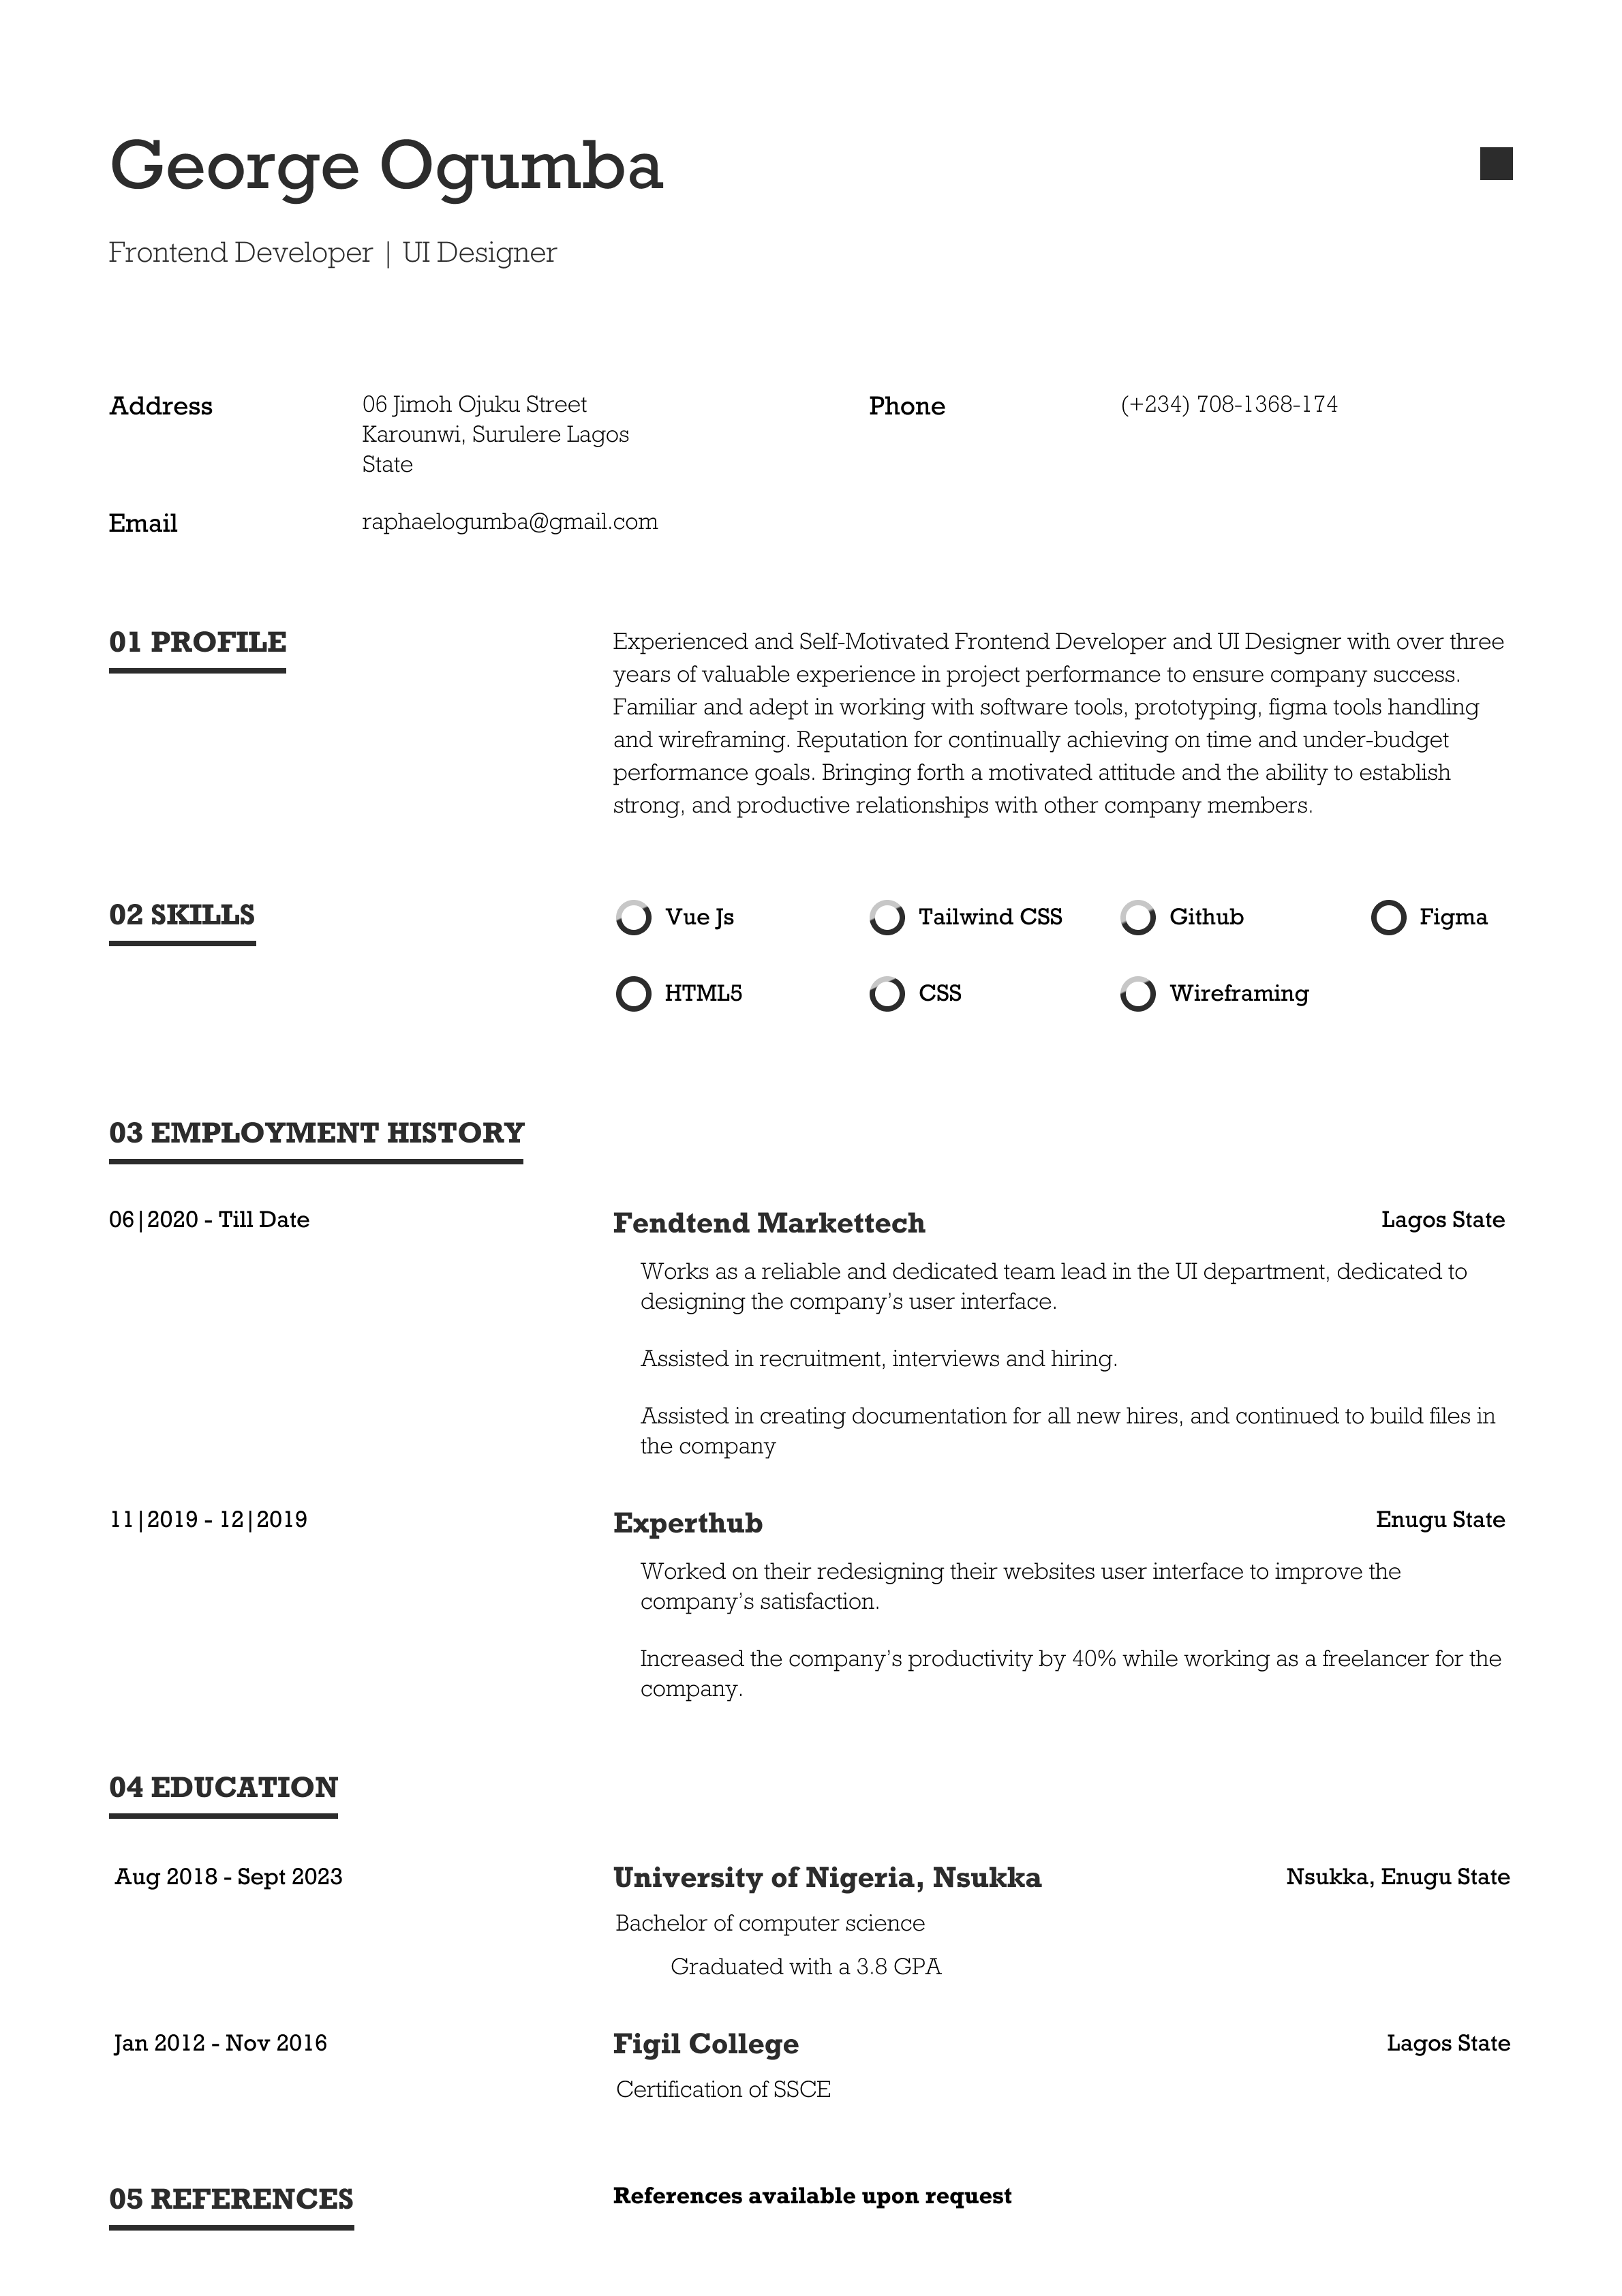 George Ogumba
Frontend Developer | UI Designer
Address
06 Jimoh Ojuku Street
Karounwi, Surulere Lagos
State
Phone
(+234) 708-1368-174
Email
raphaelogumba@gmail.com
01 PROFILE
Experienced and Self-Motivated Frontend Developer and UI Designer with over three
years of valuable experience in project performance to ensure company success.
Familiar and adept in working with software tools, prototyping, figma tools handling
and wireframing. Reputation for continually achieving on time and under-budget
performance goals. Bringing forth a motivated attitude and the ability to establish
strong, and productive relationships with other company members.
02 SKILLS
Vue Js
Tailwind CSS
Github
Figma
HTML5
CSS
Wireframing
03 EMPLOYMENT HISTORY
06|2020 - Till Date
Fendtend Markettech
Lagos State
Works as a reliable and dedicated team lead in the UI department, dedicated to
designing the company’s user interface.
Assisted in recruitment, interviews and hiring.
Assisted in creating documentation for all new hires, and continued to build files in
the company
11|2019 - 12|2019
Experthub
Enugu State
Worked on their redesigning their websites user interface to improve the
company’s satisfaction.
Increased the company’s productivity by 40% while working as a freelancer for the
company.
04 EDUCATION
Aug 2018 - Sept 2023
University of Nigeria, Nsukka
Nsukka, Enugu State
Bachelor of computer science
Graduated with a 3.8 GPA
Jan 2012 - Nov 2016
Figil College
Lagos State
Certification of SSCE
05 REFERENCES
References available upon request